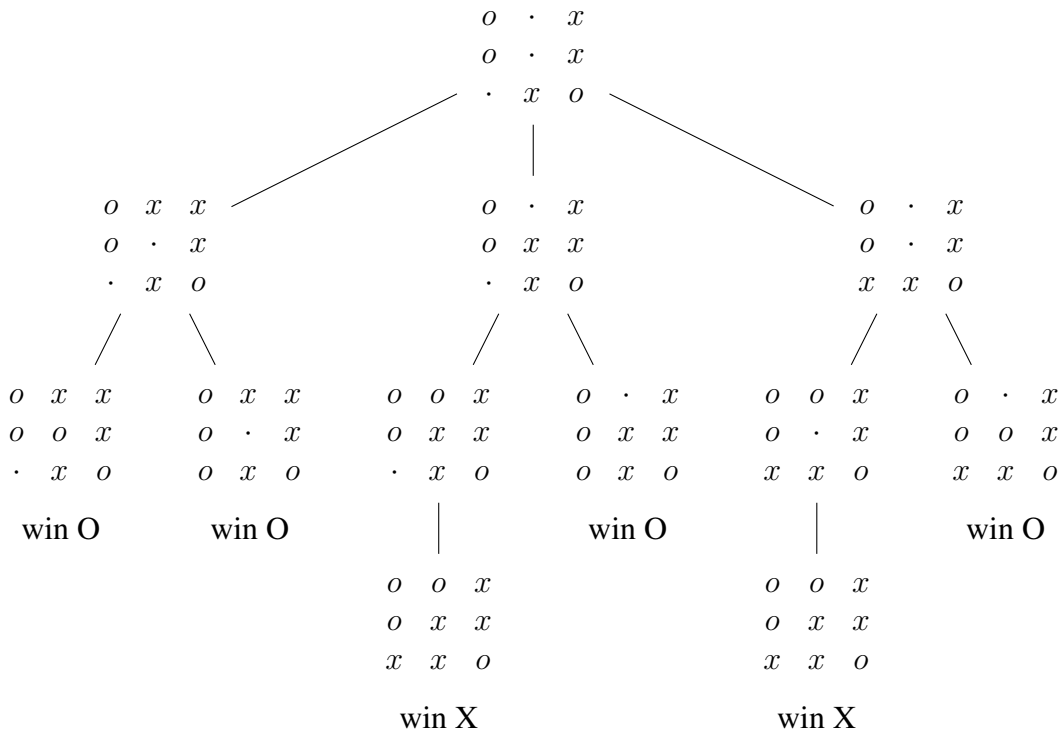 o · x
o · x
· x o
o x x o · x o · x
o · x o x x o · x
· x o · x o x x o
o x x o x x o o x o · x o o x o · x
o o x o · x o x x o x x o · x o o x
· x o o x o · x o o x o x x o x x o
win O win O win O win O
o o x o o x
o x x o x x
x x o x x o
win X win X